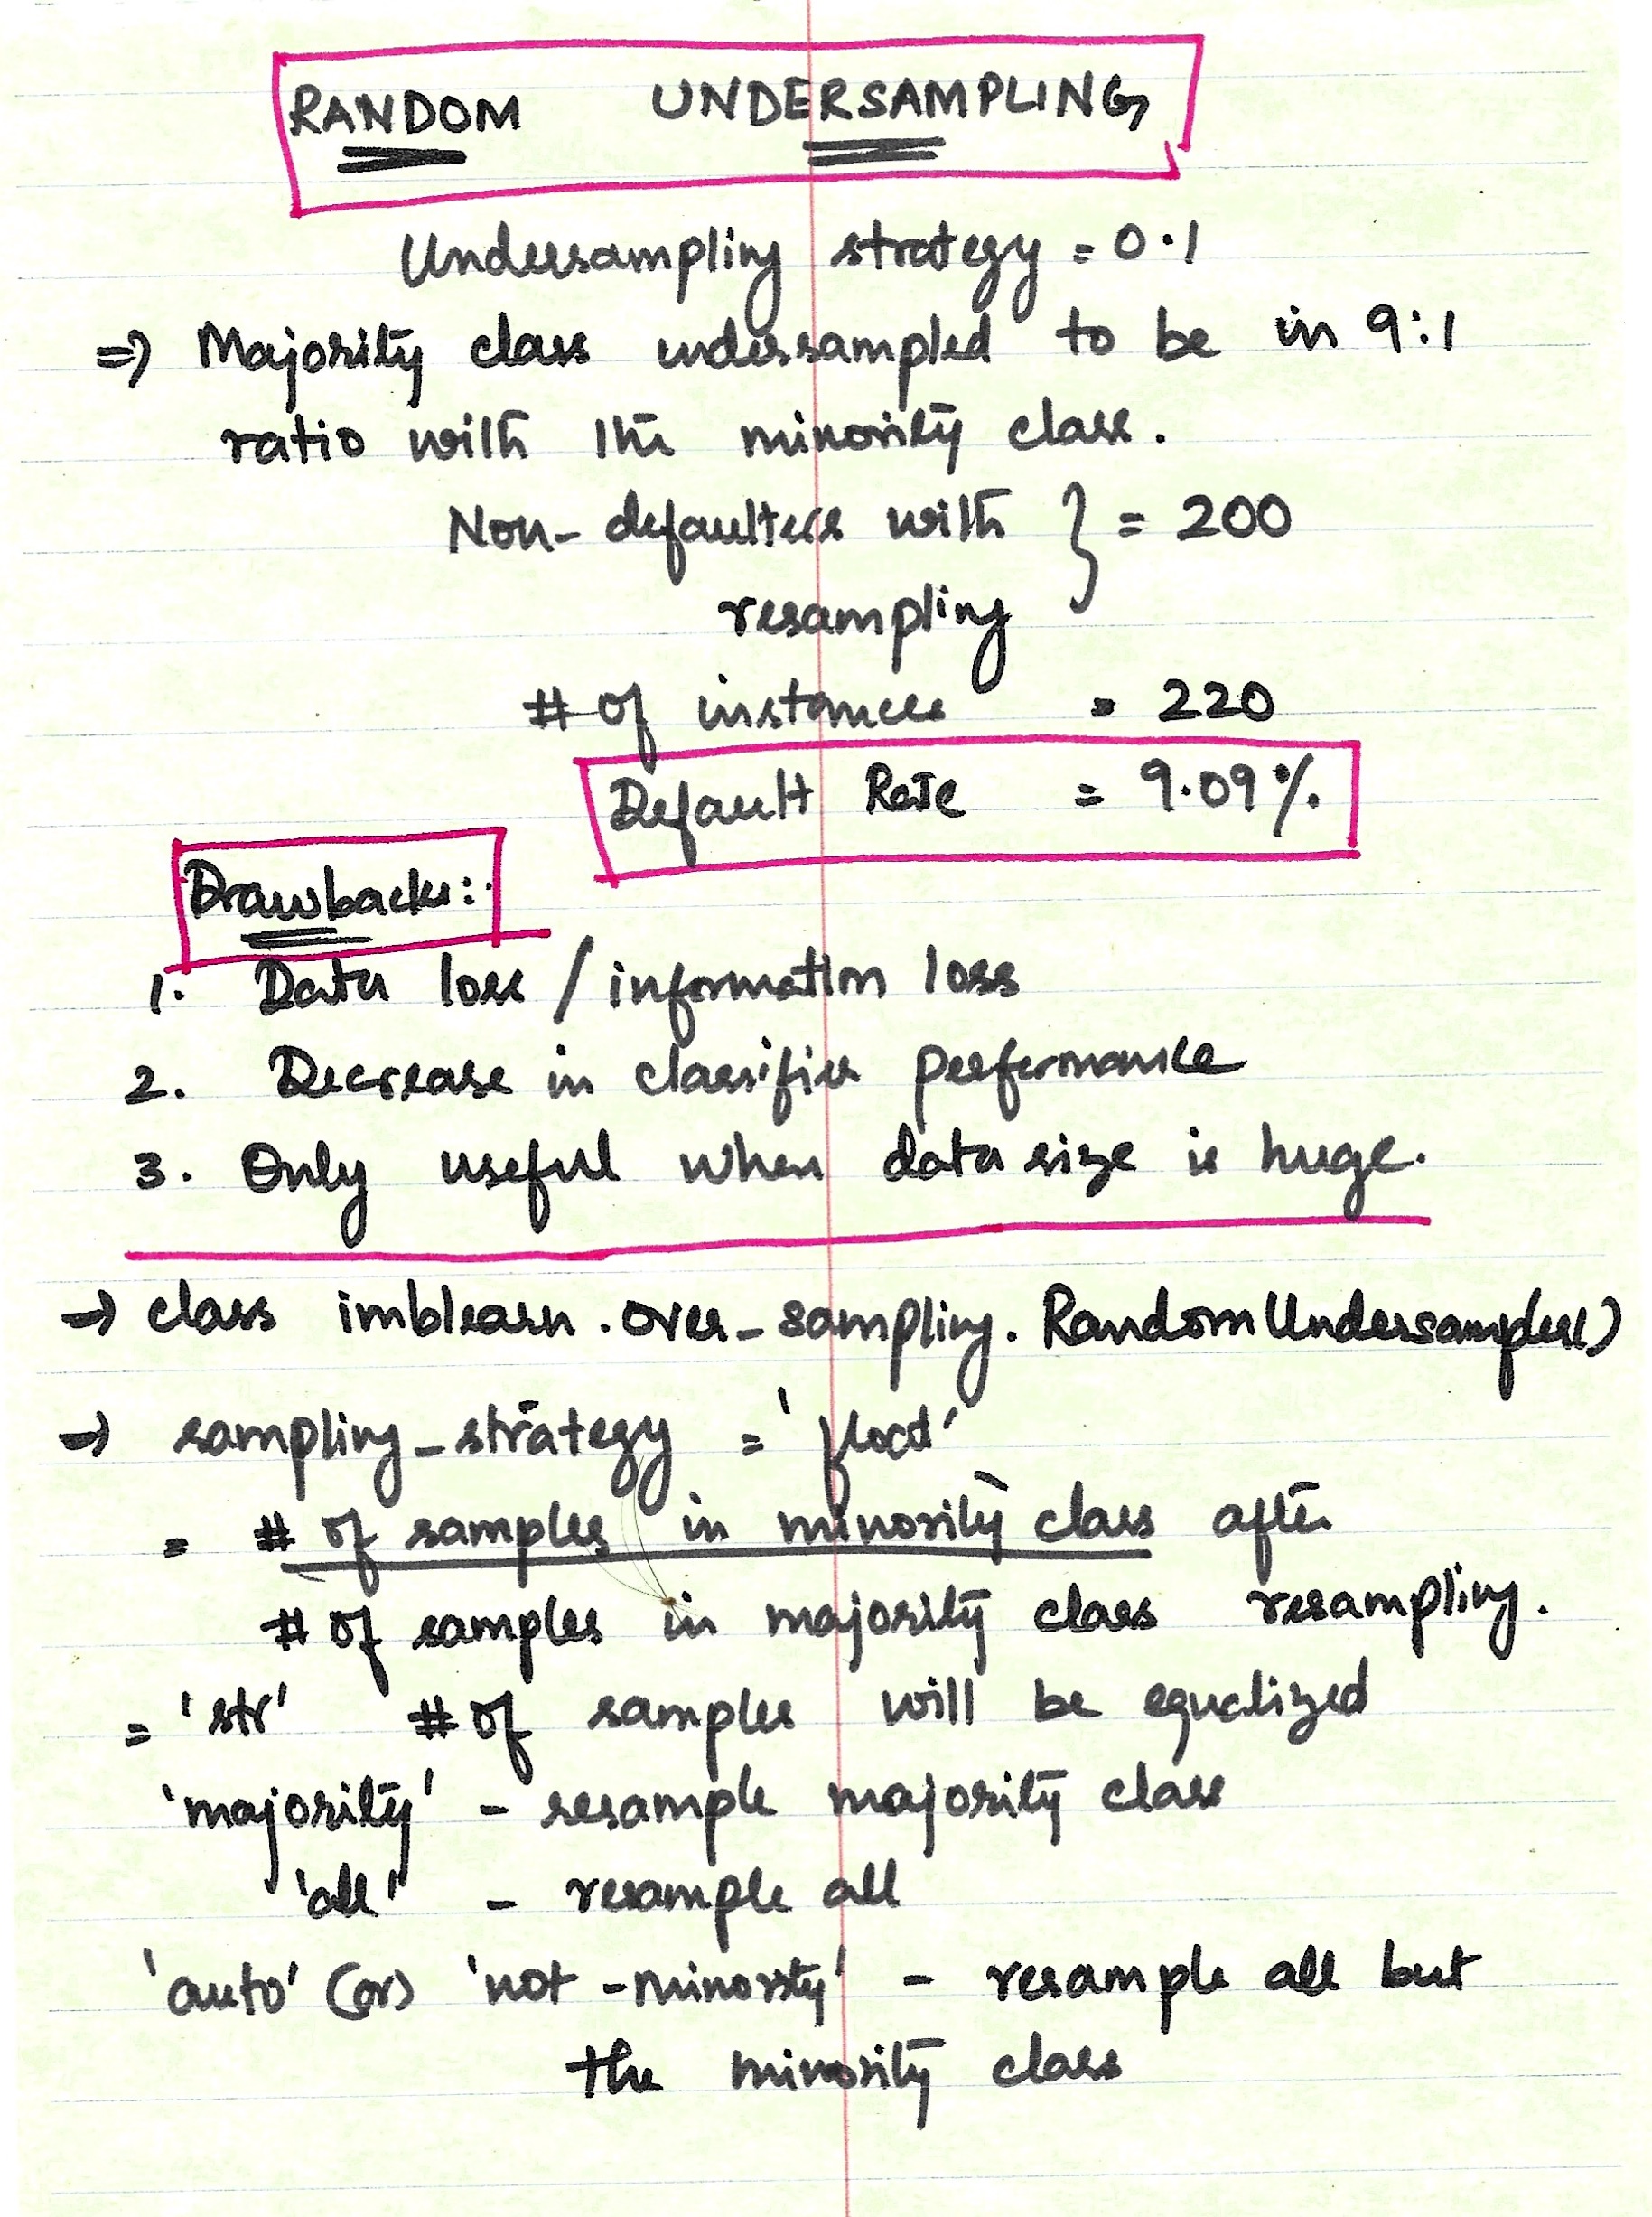 RANDOM UNDERSAMPLING
Undersampling strategy = 0.1
=> Majority class undersampled to be in 9:1
ratio with the minority class.
Non-defaulters with } = 200
resampling
# of instances = 220
Default Rate = 9.09%
Drawbacks:
1. Data loss / information loss
2. Decrease in classifier performance
3. Only useful when data size is huge.
→ class imblearn.over_sampling.RandomUndersampler()
→ sampling_strategy = 'float'
= # of samples in minority class after
# of samples in majority class resampling.
= 'str' # of samples will be equalized
'majority' - resample majority class
'all' - resample all
'auto' (or) 'not-minority' - resample all but
the minority class